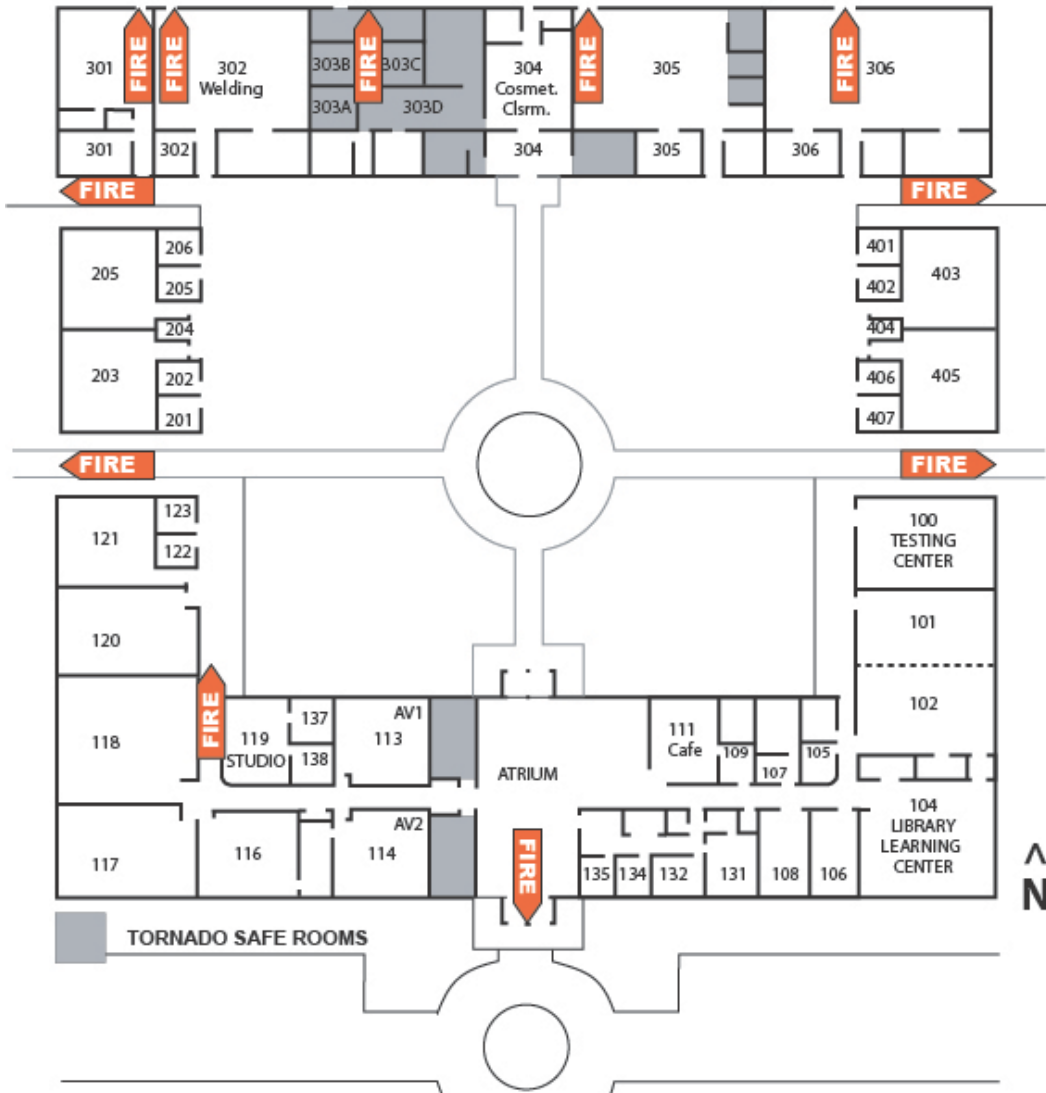 FIRE
FIRE
FIRE
FIRE
FIRE
301
302
Welding
303B
303C
303A
303D
304
Cosmet.
Clsrm.
305
306
301
302
304
305
306
FIRE
FIRE
206
205
205
204
203
202
201
401
403
402
404
406
405
407
FIRE
FIRE
123
121
122
120
118
117
100
TESTING
CENTER
101
102
FIRE
119
STUDIO
137
138
AV1
113
ATRIUM
111
Cafe
109
107
105
116
AV2
114
FIRE
135
134
132
131
108
106
104
LIBRARY
LEARNING
CENTER
^
N
TORNADO SAFE ROOMS